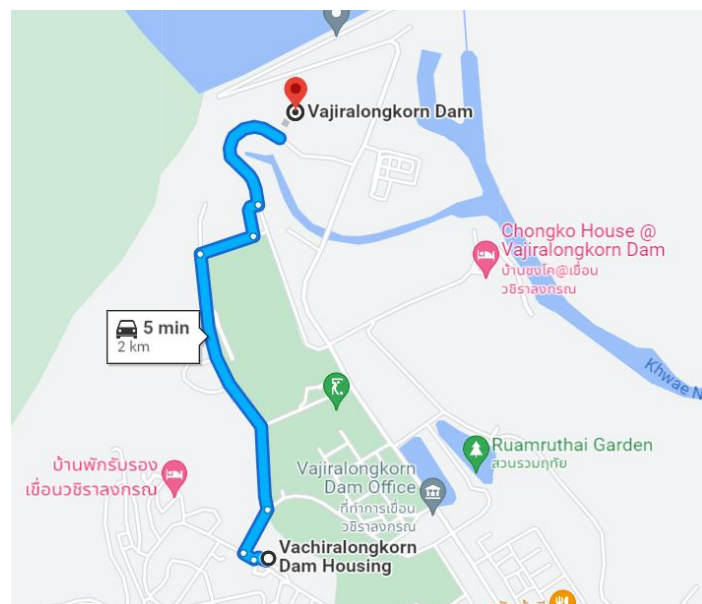 Vajiralongkorn Dam
Chongko House @
Vajiralongkorn Dam
บ้านชงโค@เขื่อน
วชิราลงกรณ
5 min
2 km
Khwae N
บ้านพักรับรอง
เขื่อนวชิราลงกรณ
Ruamruthai Garden
สวนรวมฤทัย
Vajiralongkorn
Dam Office
ที่ทำการเขื่อน
วชิราลงกรณ
Vachiralongkorn
Dam Housing